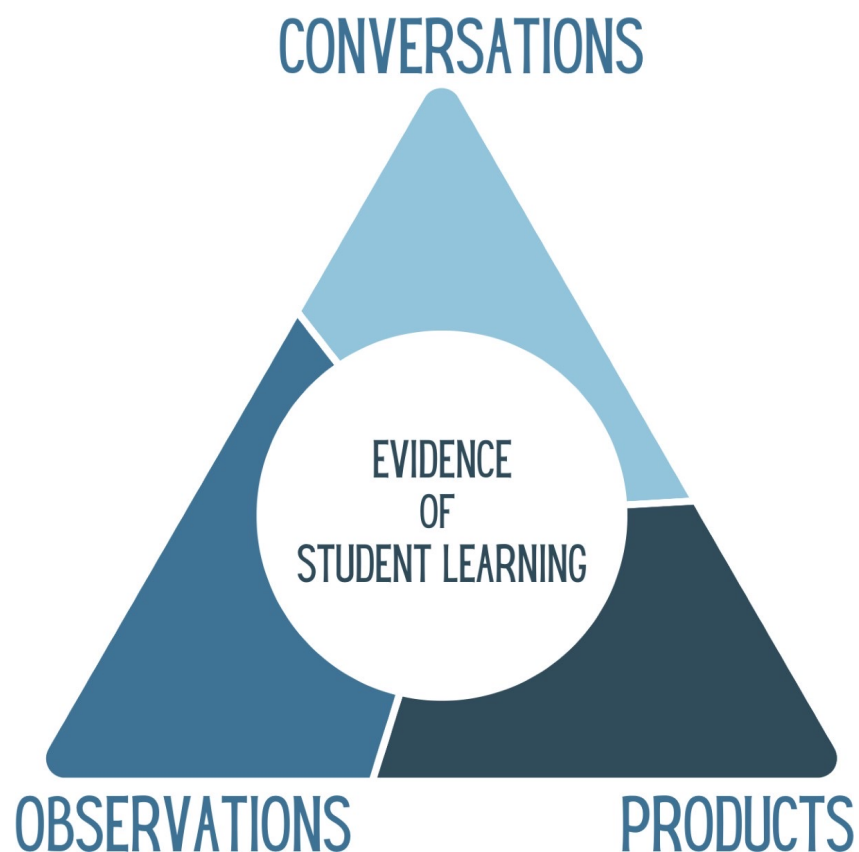 CONVERSATIONS
EVIDENCE
OF
STUDENT LEARNING
OBSERVATIONS
PRODUCTS